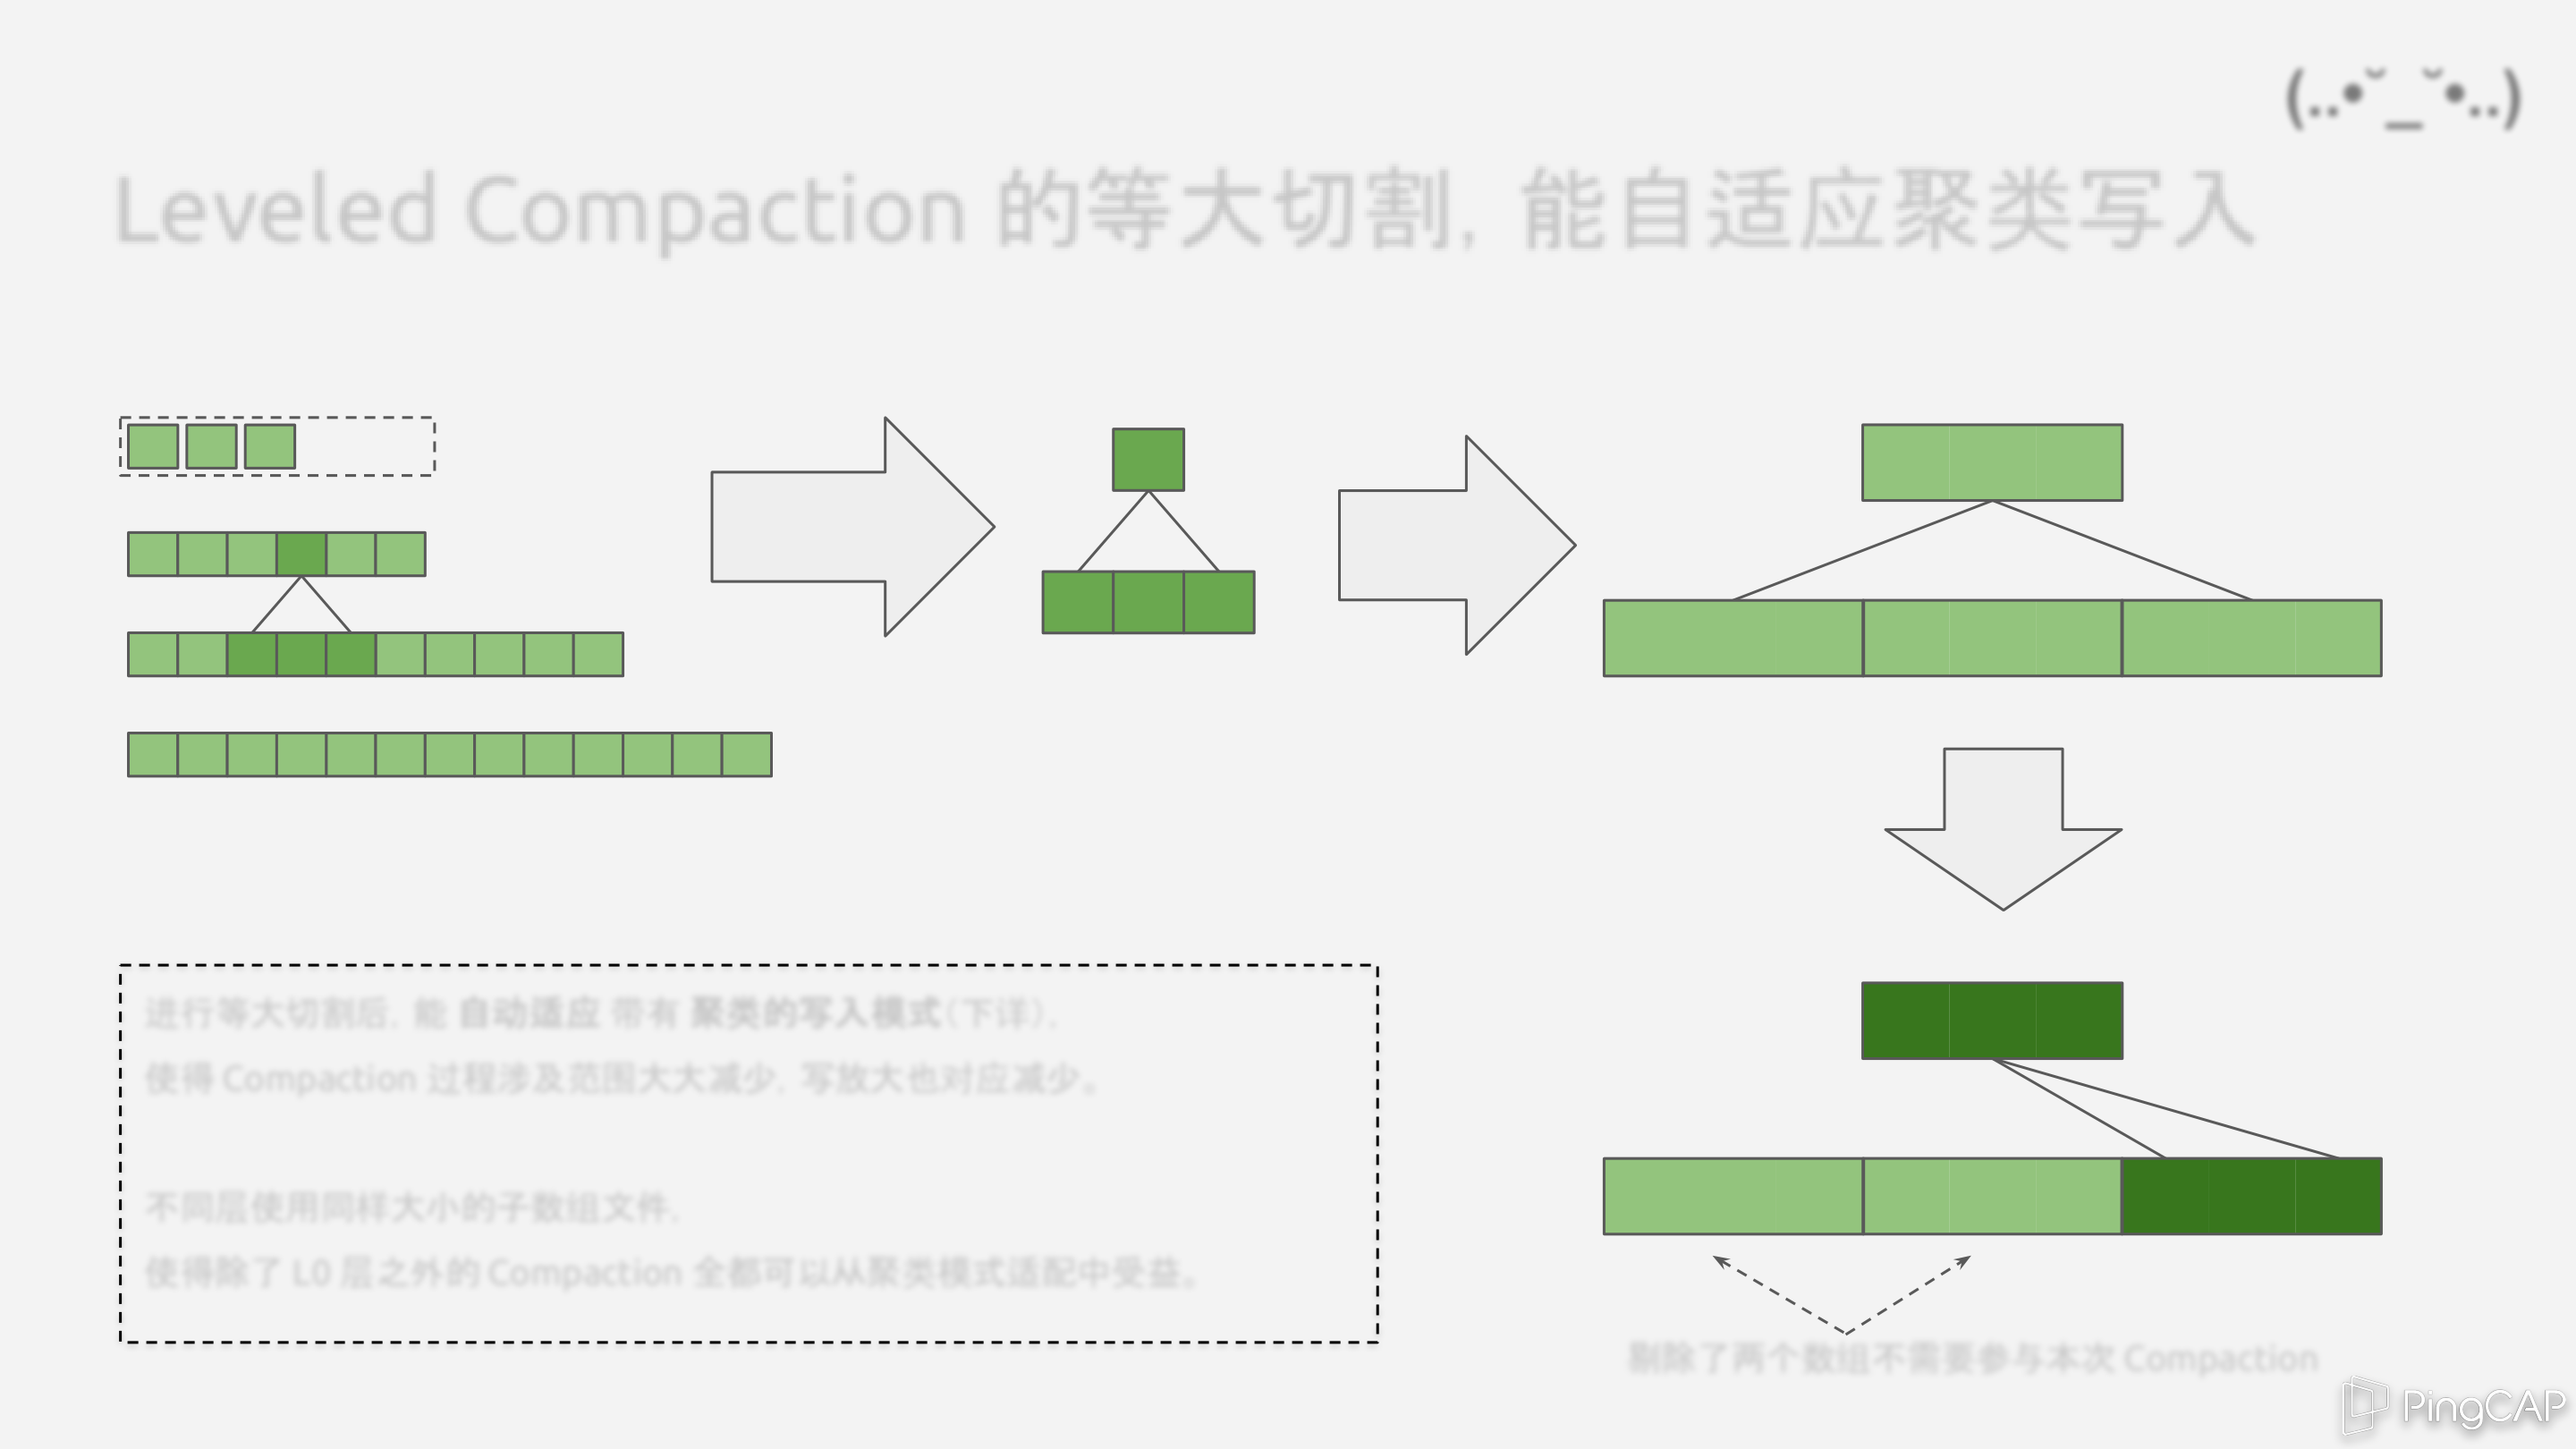 (..•˘_˘•..)
Leveled Compaction 的等大切割, 能自适应聚类写入
进行等大切割后, 能 自动适应 带有 聚类的写入模式(下详),
使得 Compaction 过程涉及范围大大减少, 写放大也对应减少。
不同层使用同样大小的子数组文件,
使得除了 L0 层之外的 Compaction 全都可以从聚类模式适配中受益。
剔除了两个数组不需要参与本次 Compaction
PingCAP